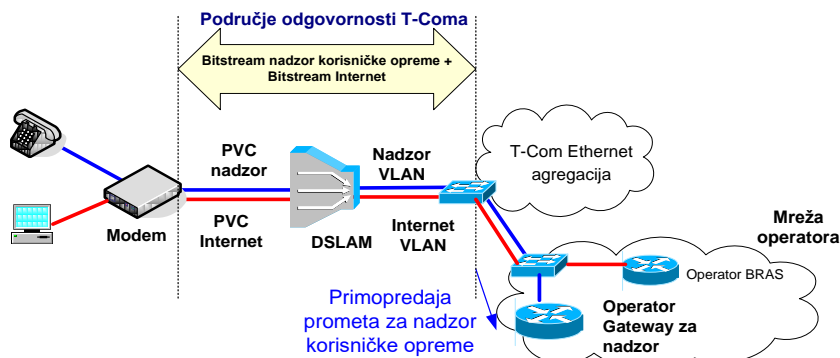 Područje odgovornosti T-Coma
Bitstream nadzor korisničke opreme +
Bitstream Internet
PVC
nadzor
Nadzor
VLAN
T-Com Ethernet
agregacija
Modem
PVC
Internet
DSLAM
Internet
VLAN
Mreža
operatora
Operator BRAS
Primopredaja
prometa za nadzor
korisničke opreme
Operator
Gateway za
nadzor